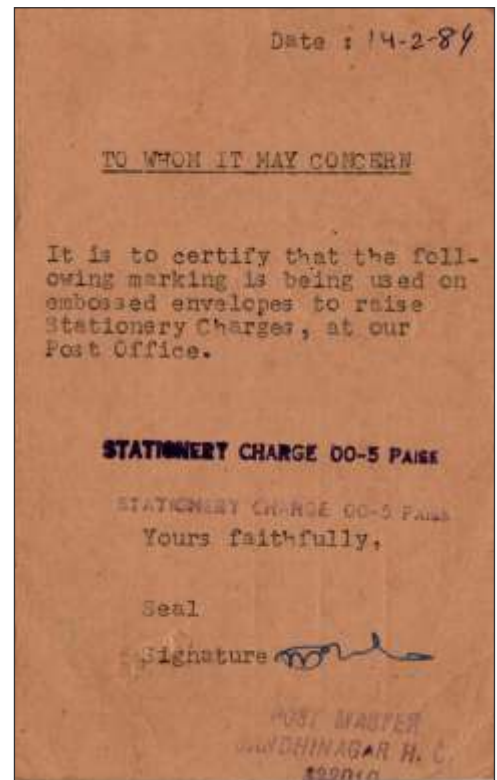 Date : 14-2-84
TO WHOM IT MAY CONCERN
It is to certify that the foll-
owing marking is being used on
embossed envelopes to raise
Stationery Charges, at our
Post Office.
STATIONERY CHARGE 00-5 PAISE
STATIONERY CHARGE 00-5 PAISE
Yours faithfully,
Seal
Signature
POST MASTER
GANDHINAGAR H. O.